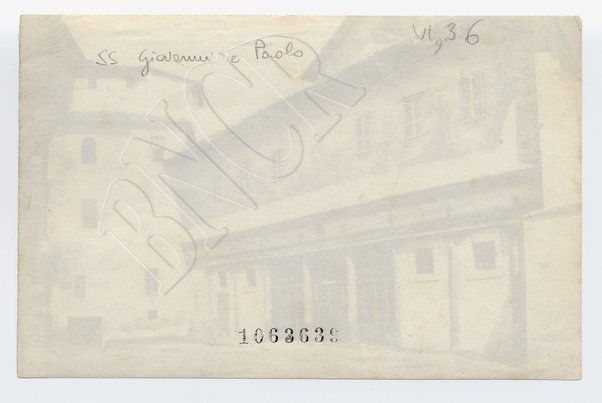 SS Giovanni e Paolo
VI, 36
BNCR
1063639